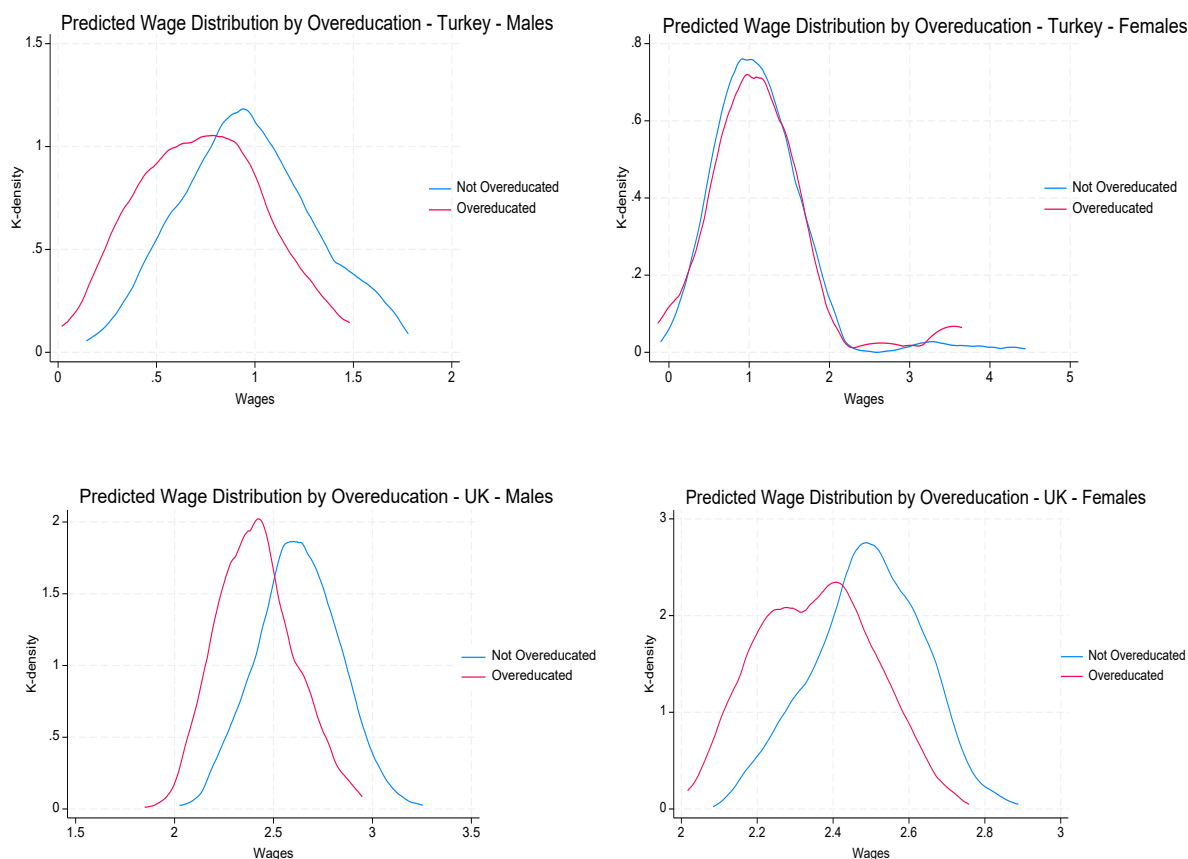 Predicted Wage Distribution by Overeducation - Turkey - Males
1.5
1
.5
0
K-density
0 .5 1 1.5 2
Wages
Not Overeducated
Overeducated
Predicted Wage Distribution by Overeducation - Turkey - Females
.8
.6
.4
.2
0
K-density
0 1 2 3 4 5
Wages
Not Overeducated
Overeducated
Predicted Wage Distribution by Overeducation - UK - Males
2
1.5
1
.5
0
K-density
1.5 2 2.5 3 3.5
Wages
Not Overeducated
Overeducated
Predicted Wage Distribution by Overeducation - UK - Females
3
2
1
0
K-density
2 2.2 2.4 2.6 2.8 3
Wages
Not Overeducated
Overeducated